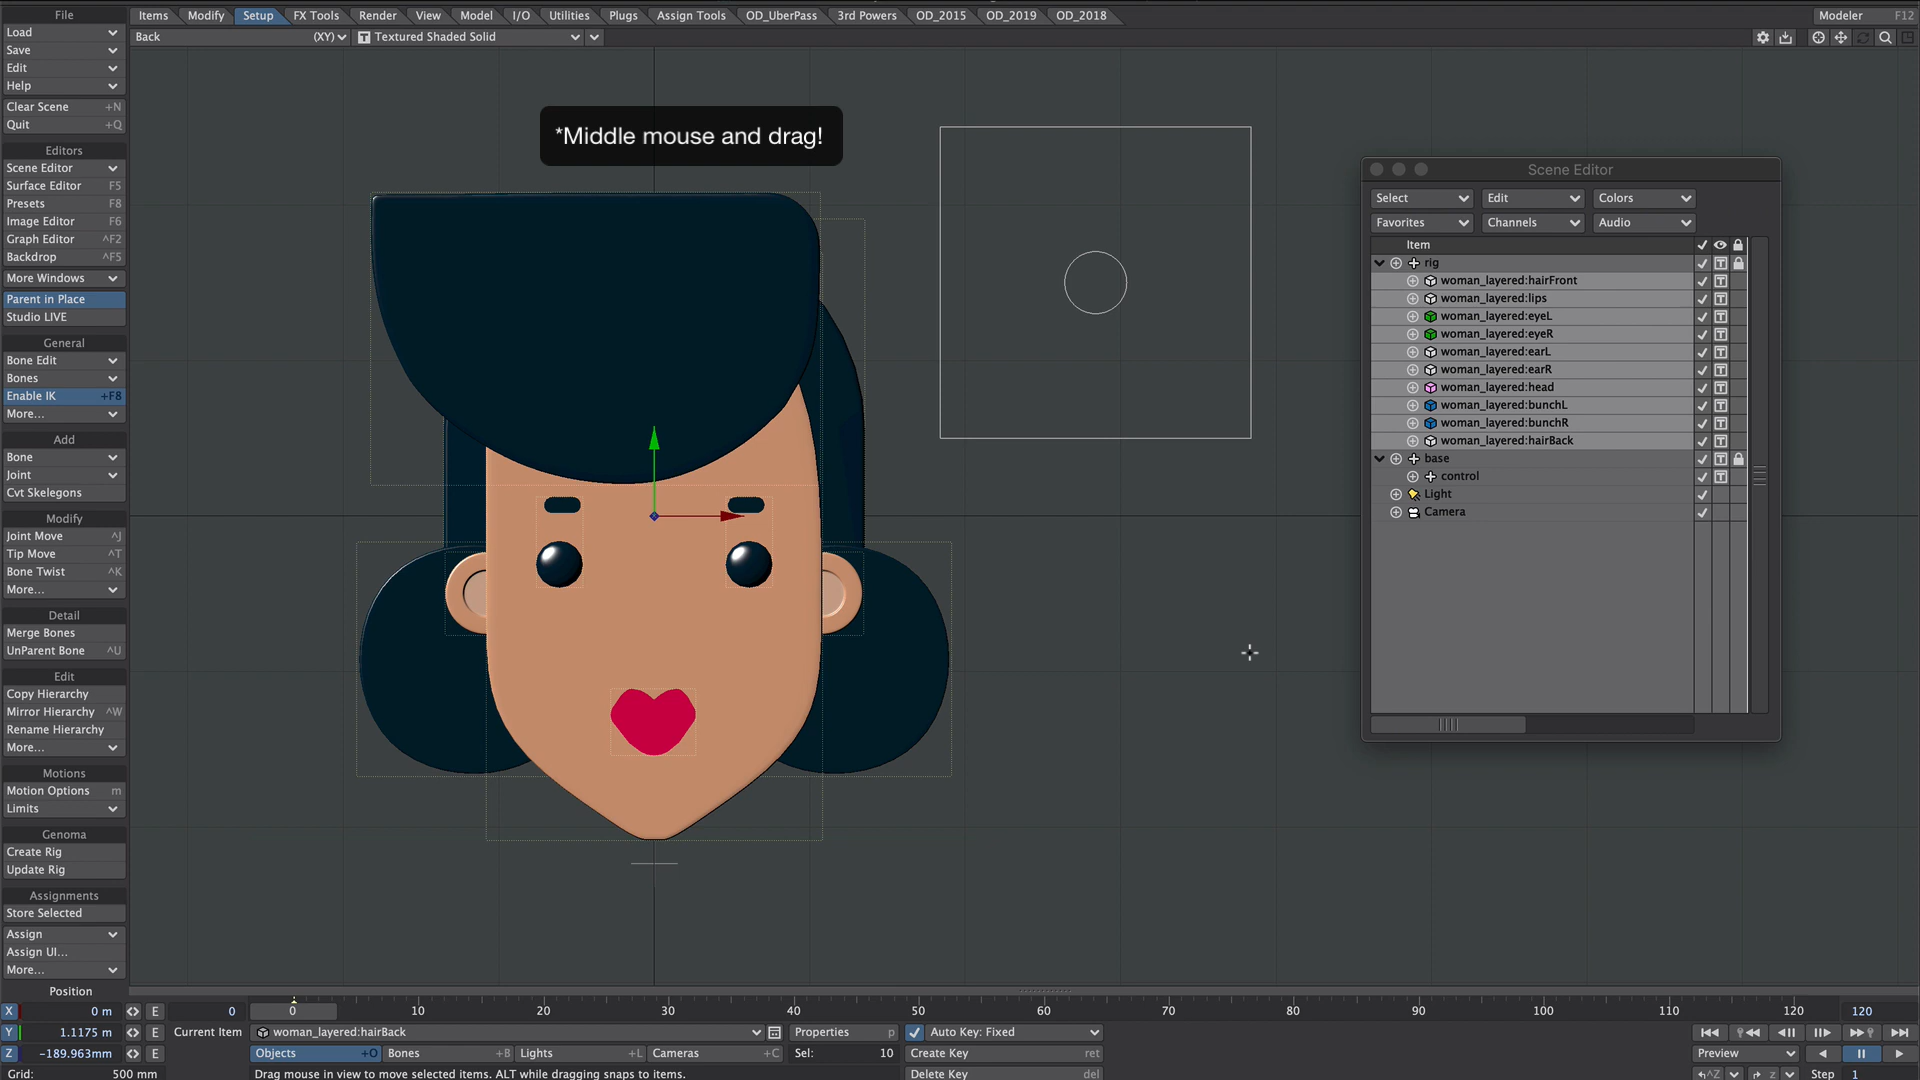 File
Items
Modify
Setup
FX Tools
Render
View
Model
I/O
Utilities
Plugs
Assign Tools
OD_UberPass
3rd Powers
OD_2015
OD_2019
OD_2018
Modeler F12
Load
Save
Edit
Help
Clear Scene +N
Quit +Q
Editors
Scene Editor
Surface Editor F5
Presets F8
Image Editor F6
Graph Editor ^F2
Backdrop ^F5
More Windows
Parent in Place
Studio LIVE
General
Bone Edit
Bones
Enable IK +F8
More...
Add
Bone
Joint
Cvt Skelegons
Modify
Joint Move ^J
Tip Move ^T
Bone Twist ^K
More...
Detail
Merge Bones
UnParent Bone ^U
Edit
Copy Hierarchy
Mirror Hierarchy ^W
Rename Hierarchy
More...
Motions
Motion Options m
Limits
Genoma
Create Rig
Update Rig
Assignments
Store Selected
Assign
Assign UI...
More...
Back (XY)
T Textured Shaded Solid
*Middle mouse and drag!
Scene Editor
Select Edit Colors
Favorites Channels Audio
Item
rig
woman_layered:hairFront
woman_layered:lips
woman_layered:eyeL
woman_layered:eyeR
woman_layered:earL
woman_layered:earR
woman_layered:head
woman_layered:bunchL
woman_layered:bunchR
woman_layered:hairBack
base
control
Light
Camera
Position
X 0 m E
Y 1.1175 m E
Z -189.963mm E
Grid: 500 mm
0 0 10 20 30 40 50 60 70 80 90 100 110 120 120
Current Item woman_layered:hairBack Properties p Auto Key: Fixed
Objects +O Bones +B Lights +L Cameras +C Sel: 10 Create Key ret Preview
Drag mouse in view to move selected items. ALT while dragging snaps to items. Delete Key del ^Z z Step 1